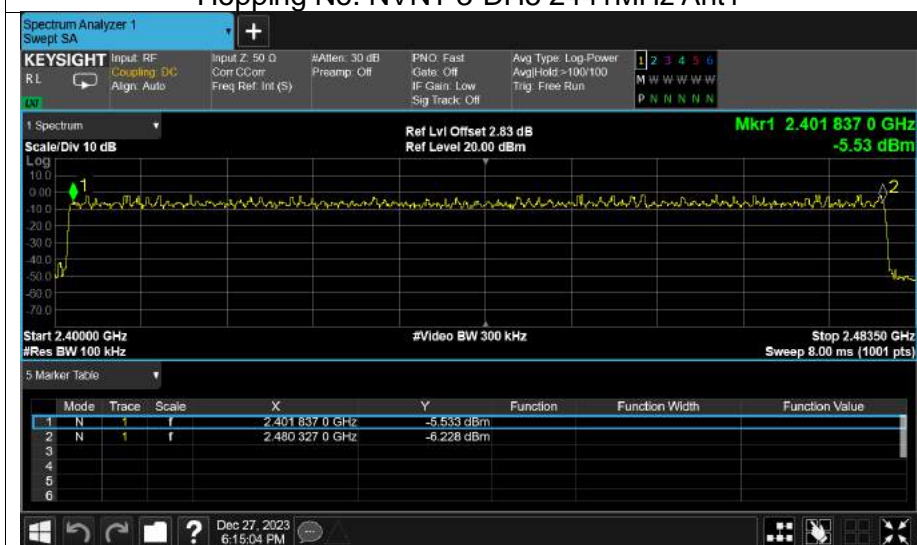 Hopping No. NVNT 3-DH5 2441MHz Ant1
Spectrum Analyzer 1
Swept SA
+
KEYSIGHT
RL
LXI
Input: RF
Coupling: DC
Align: Auto
Input Z: 50 Ω
Corr CCorr
Freq Ref: Int (S)
#Atten: 30 dB
Preamp: Off
PNO: Fast
Gate: Off
IF Gain: Low
Sig Track: Off
Avg Type: Log-Power
Avg|Hold:>100/100
Trig: Free Run
1 2 3 4 5 6
M W W W W W
P N N N N N
1 Spectrum
Scale/Div 10 dB
Ref Lvl Offset 2.83 dB
Ref Level 20.00 dBm
Mkr1 2.401 837 0 GHz
-5.53 dBm
Log
10.0
0.00
-10.0
-20.0
-30.0
-40.0
-50.0
-60.0
-70.0
1
2
Start 2.40000 GHz
#Res BW 100 kHz
#Video BW 300 kHz
Stop 2.48350 GHz
Sweep 8.00 ms (1001 pts)
5 Marker Table
Mode Trace Scale X Y Function Function Width Function Value
1 N 1 f 2.401 837 0 GHz -5.533 dBm
2 N 1 f 2.480 327 0 GHz -6.228 dBm
3
4
5
6
?
Dec 27, 2023
6:15:04 PM